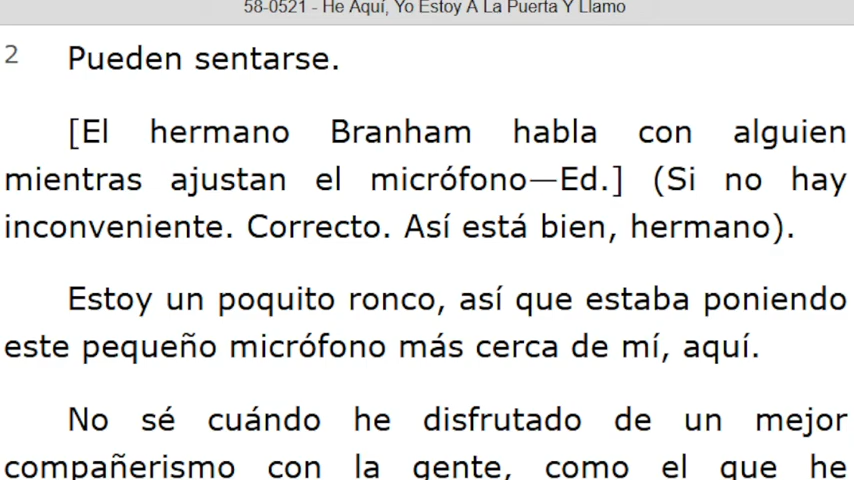 58-0521 - He Aquí, Yo Estoy A La Puerta Y Llamo
2 Pueden sentarse.
[El hermano Branham habla con alguien
mientras ajustan el micrófono—Ed.] (Si no hay
inconveniente. Correcto. Así está bien, hermano).
Estoy un poquito ronco, así que estaba poniendo
este pequeño micrófono más cerca de mí, aquí.
No sé cuándo he disfrutado de un mejor
compañerismo con la gente, como el que he